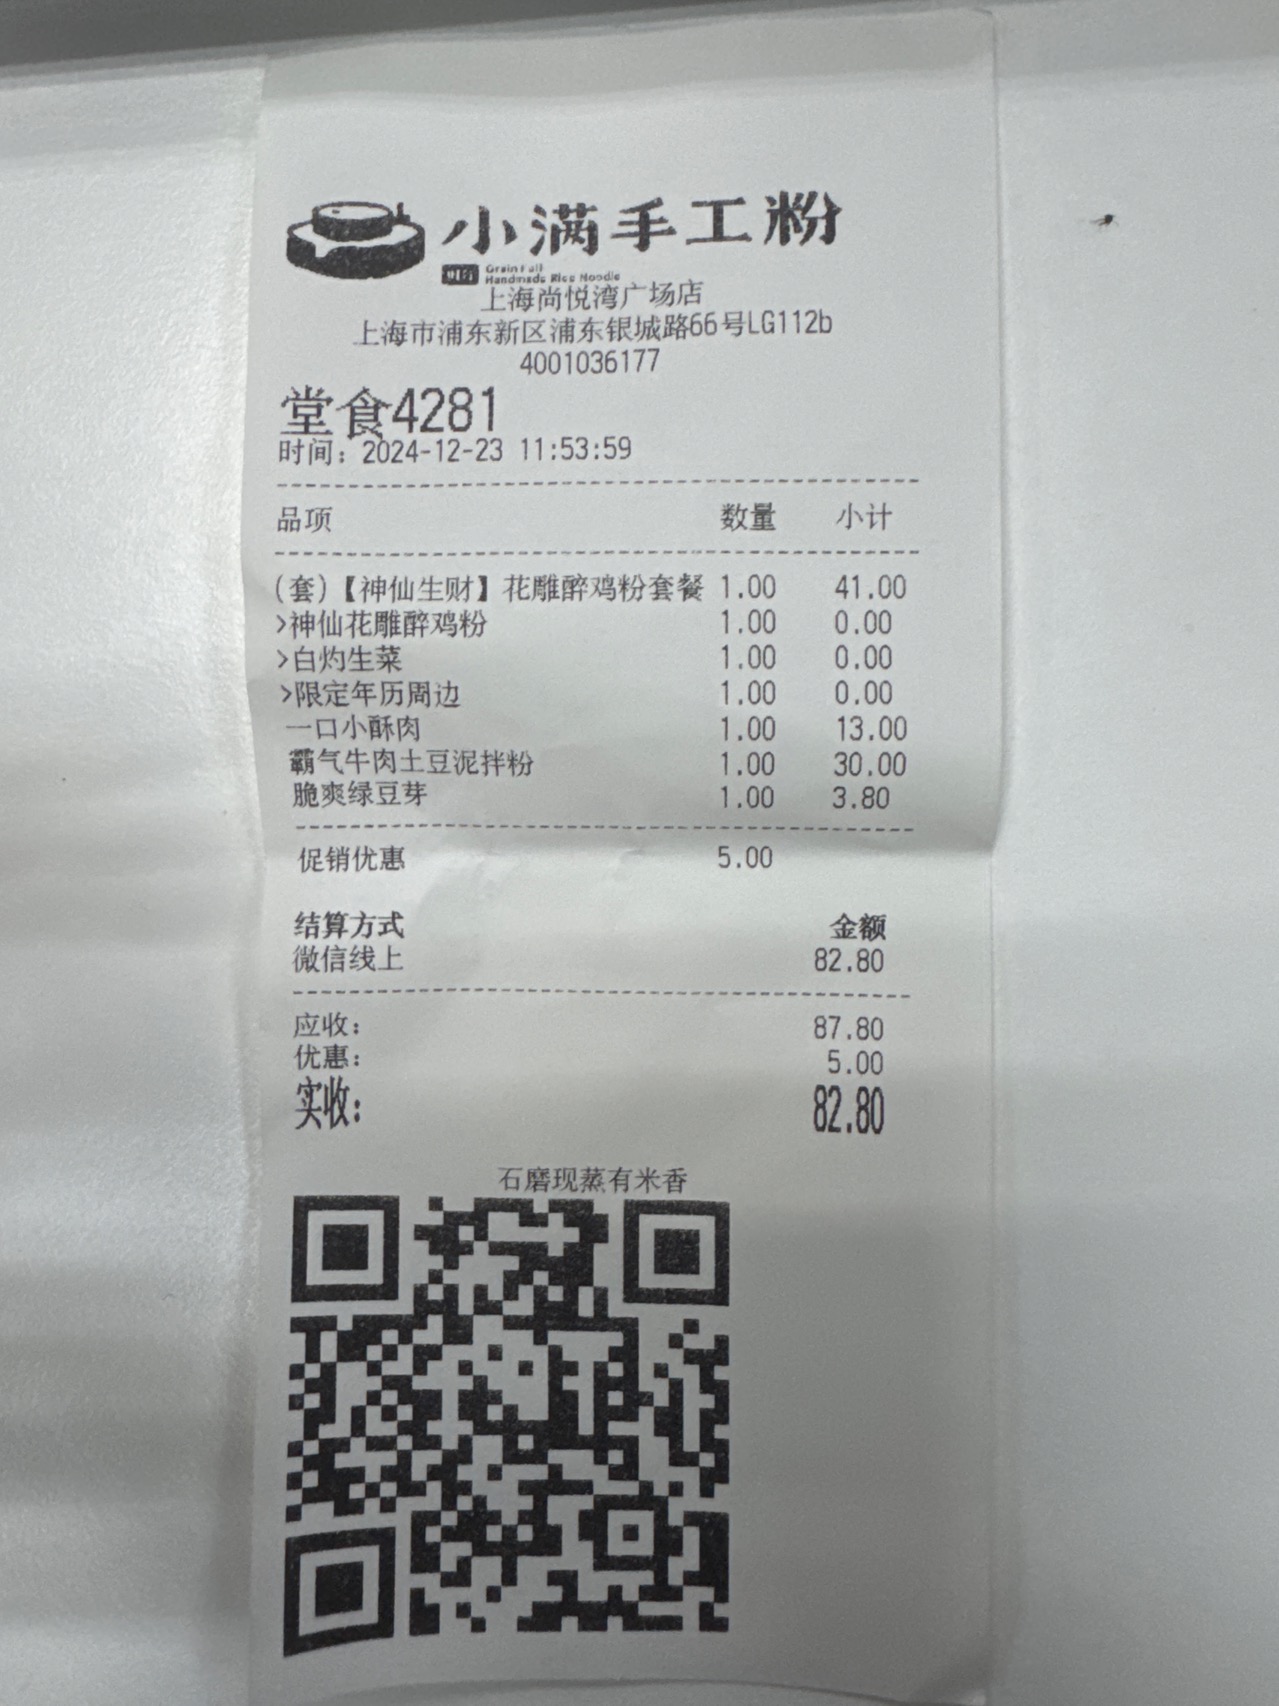 小满手工粉
Grain Full
Handmade Rice Noodle
上海尚悦湾广场店
上海市浦东新区浦东银城路66号LG112b
4001036177
堂食4281
时间：2024-12-23 11:53:59
品项 数量 小计
(套)【神仙生财】花雕醉鸡粉套餐 1.00 41.00
>神仙花雕醉鸡粉 1.00 0.00
>白灼生菜 1.00 0.00
>限定年历周边 1.00 0.00
一口小酥肉 1.00 13.00
霸气牛肉土豆泥拌粉 1.00 30.00
脆爽绿豆芽 1.00 3.80
促销优惠 5.00
结算方式 金额
微信线上 82.80
应收： 87.80
优惠： 5.00
实收： 82.80
石磨现蒸有米香